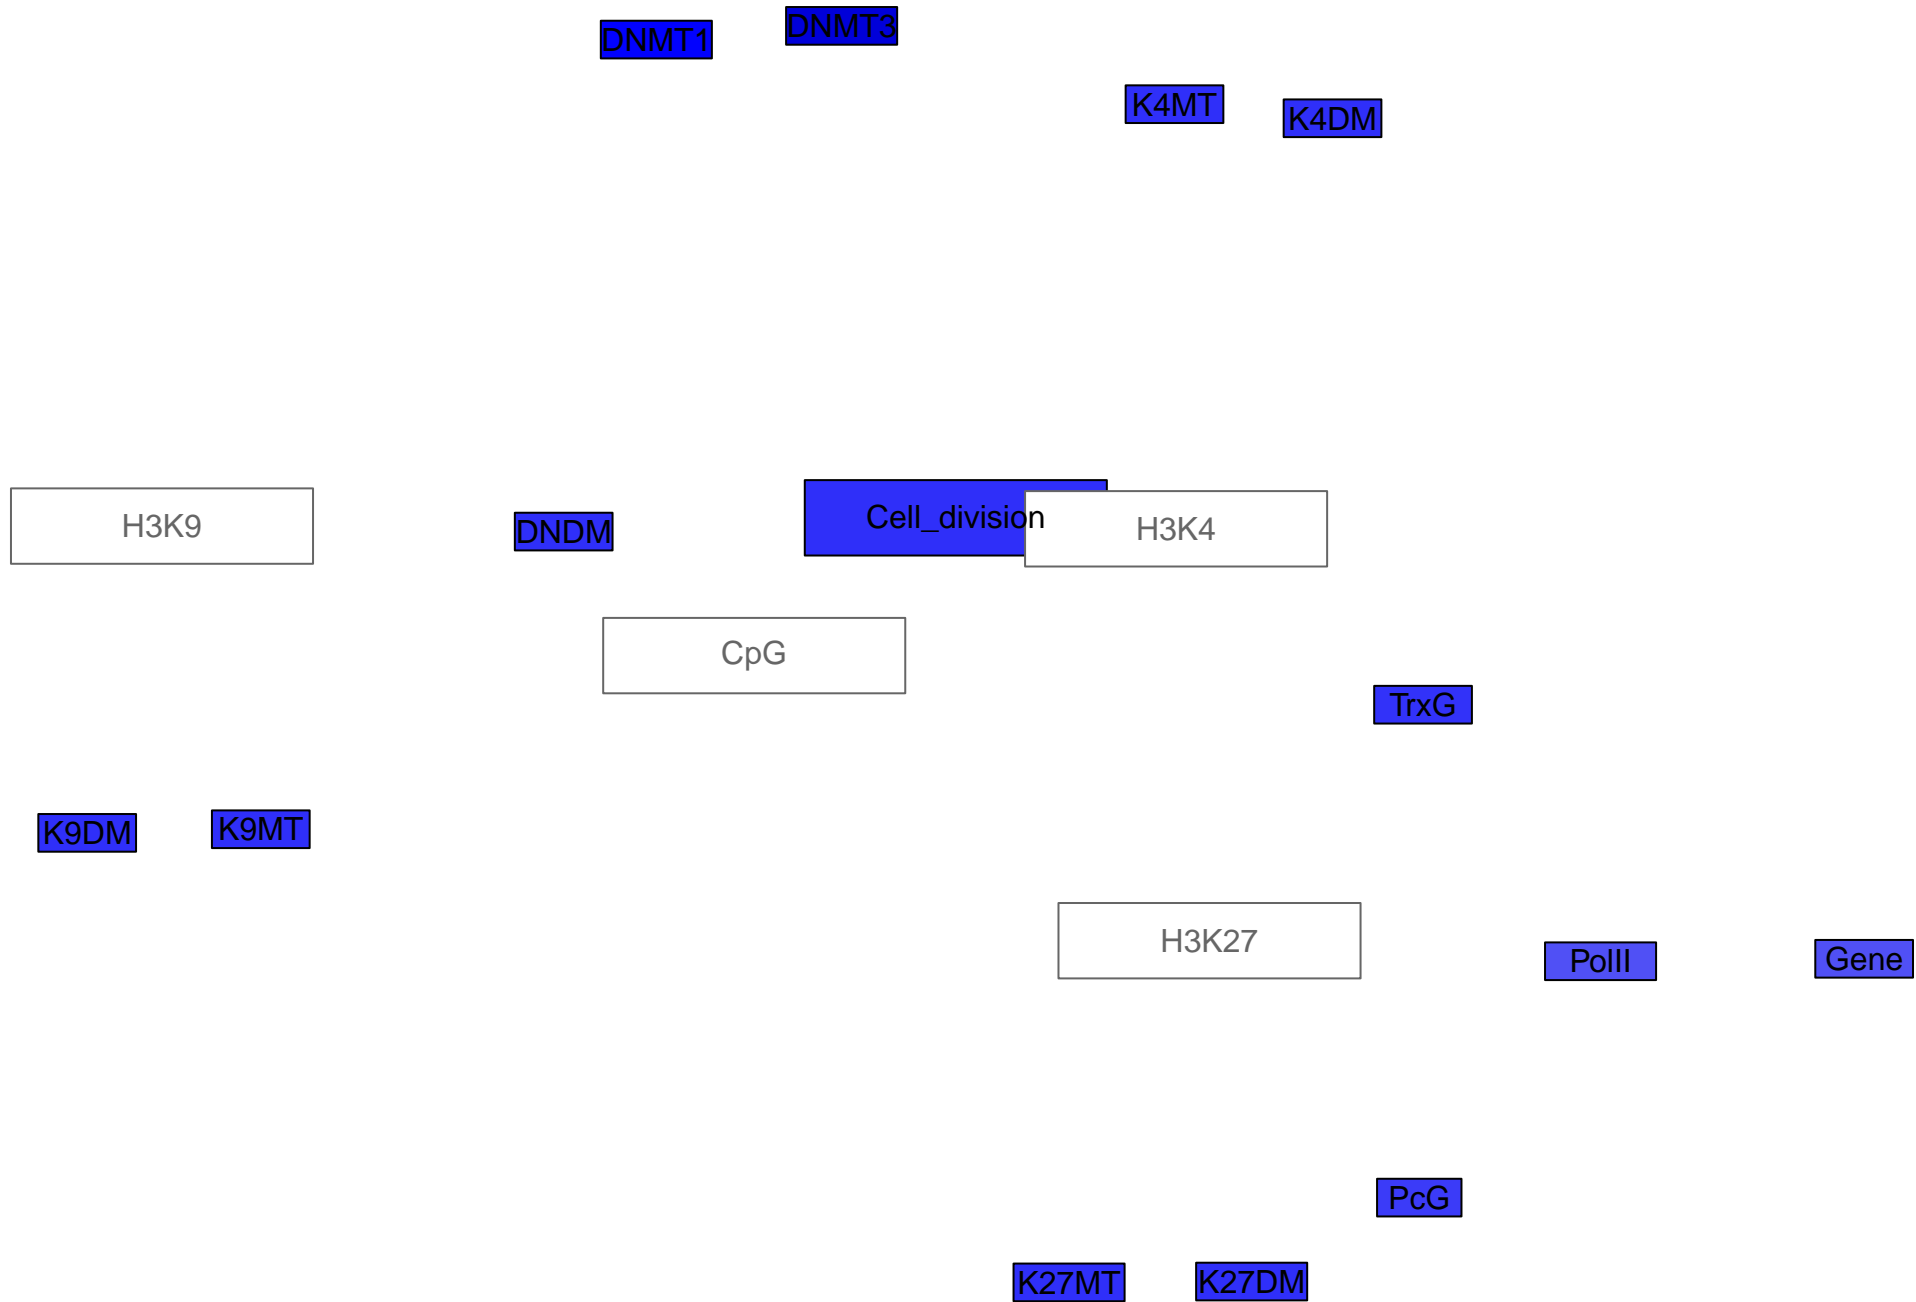 DNMT1
DNMT3
K4MT
K4DM
H3K9
DNDM
Cell_division
H3K4
CpG
TrxG
K9DM
K9MT
H3K27
PolII
Gene
PcG
K27MT
K27DM